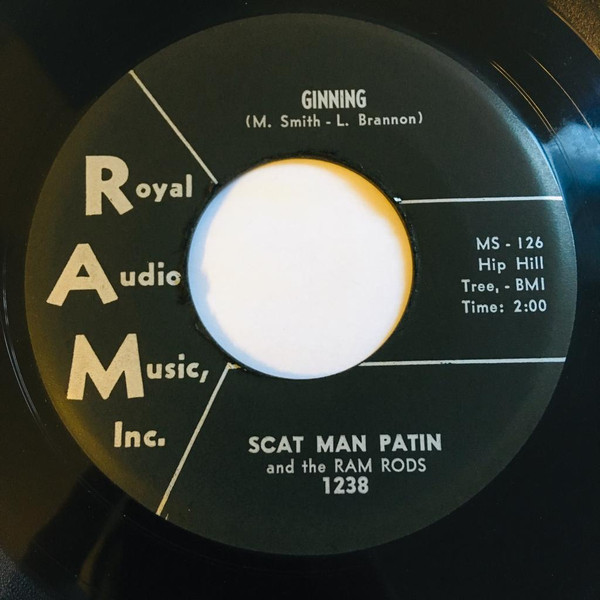 GINNING
(M. Smith - L. Brannon)
Royal
Audio
Music,
Inc.
MS - 126
Hip Hill
Tree, - BMI
Time: 2:00
SCAT MAN PATIN
and the RAM RODS
1238